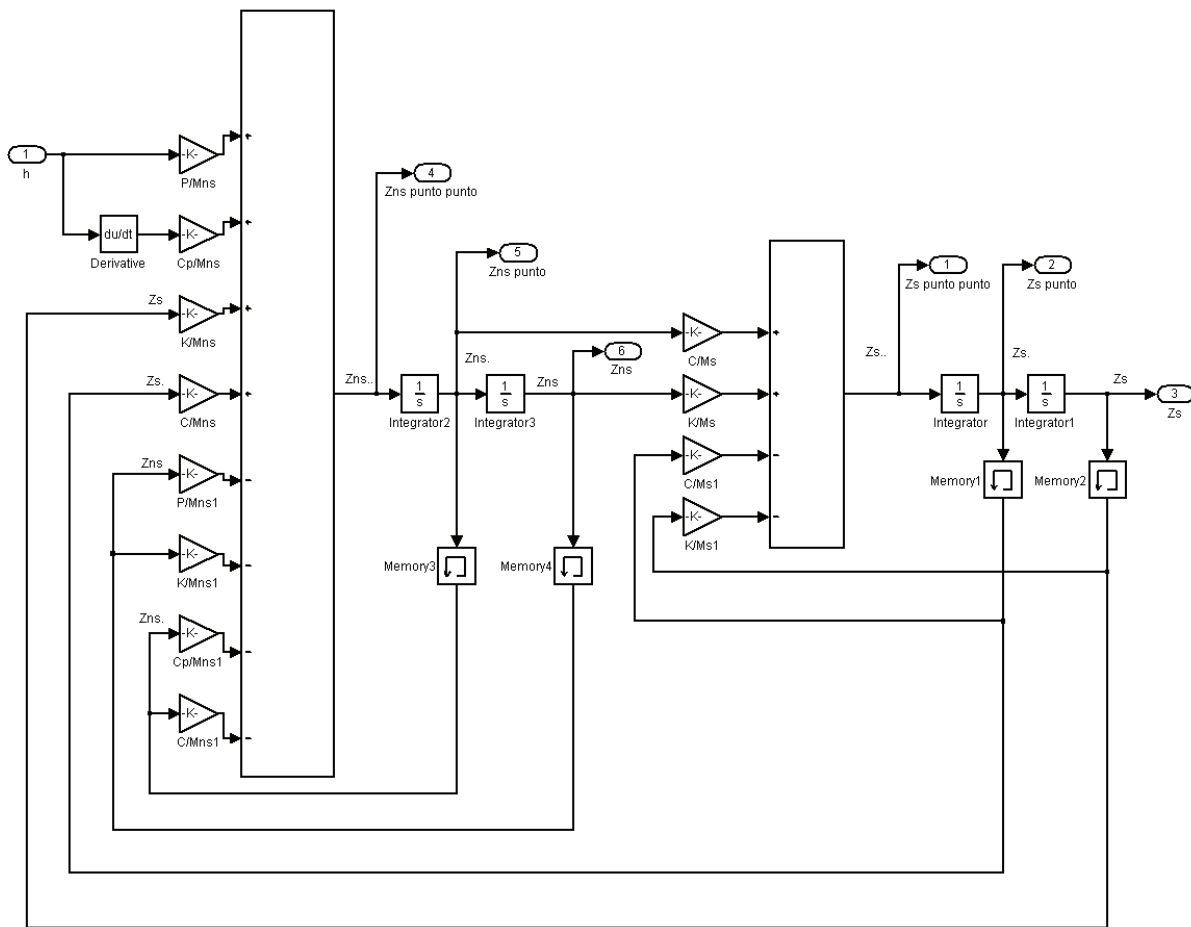 1
h
-K-
P/Mns
du/dt
Derivative
-K-
Cp/Mns
Zs
-K-
K/Mns
Zs.
-K-
C/Mns
Zns
-K-
P/Mns1
-K-
K/Mns1
Zns.
-K-
Cp/Mns1
-K-
C/Mns1
+
+
+
+
-
-
-
-
4
Zns punto punto
5
Zns punto
6
Zns
Zns..
1
s
Integrator2
Zns.
1
s
Integrator3
Zns
Memory3
Memory4
-K-
C/Ms
-K-
K/Ms
-K-
C/Ms1
-K-
K/Ms1
+
+
-
-
1
Zs punto punto
2
Zs punto
Zs..
1
s
Integrator
Zs.
1
s
Integrator1
Zs
3
Zs
Memory1
Memory2